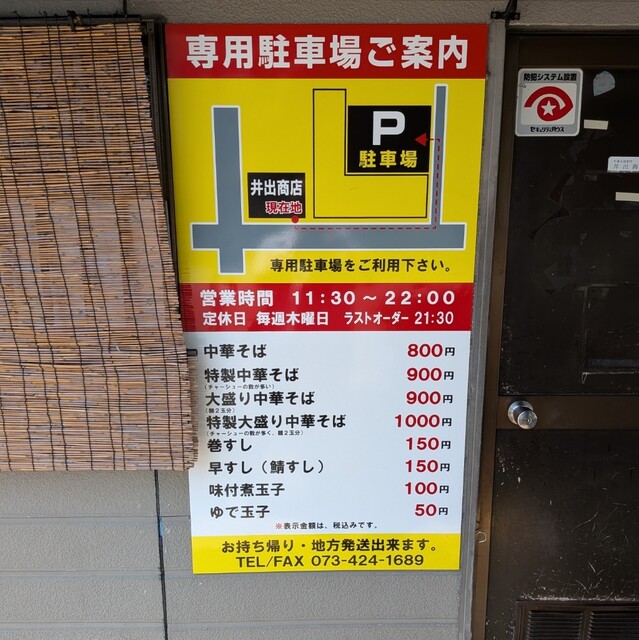 専用駐車場ご案内
P
駐車場
井出商店
現在地
専用駐車場をご利用下さい。
営業時間 11:30～22:00
定休日 毎週木曜日 ラストオーダー 21:30
中華そば 800円
特製中華そば 900円
(チャーシューの数が多い)
大盛り中華そば 900円
(麺2玉分)
特製大盛り中華そば 1000円
(チャーシューの数が多く、麺2玉分)
巻すし 150円
早すし（鯖すし） 150円
味付煮玉子 100円
ゆで玉子 50円
※表示金額は、税込みです。
お持ち帰り・地方発送出来ます。
TEL/FAX 073-424-1689
防犯システム設置
セキュリティハウス